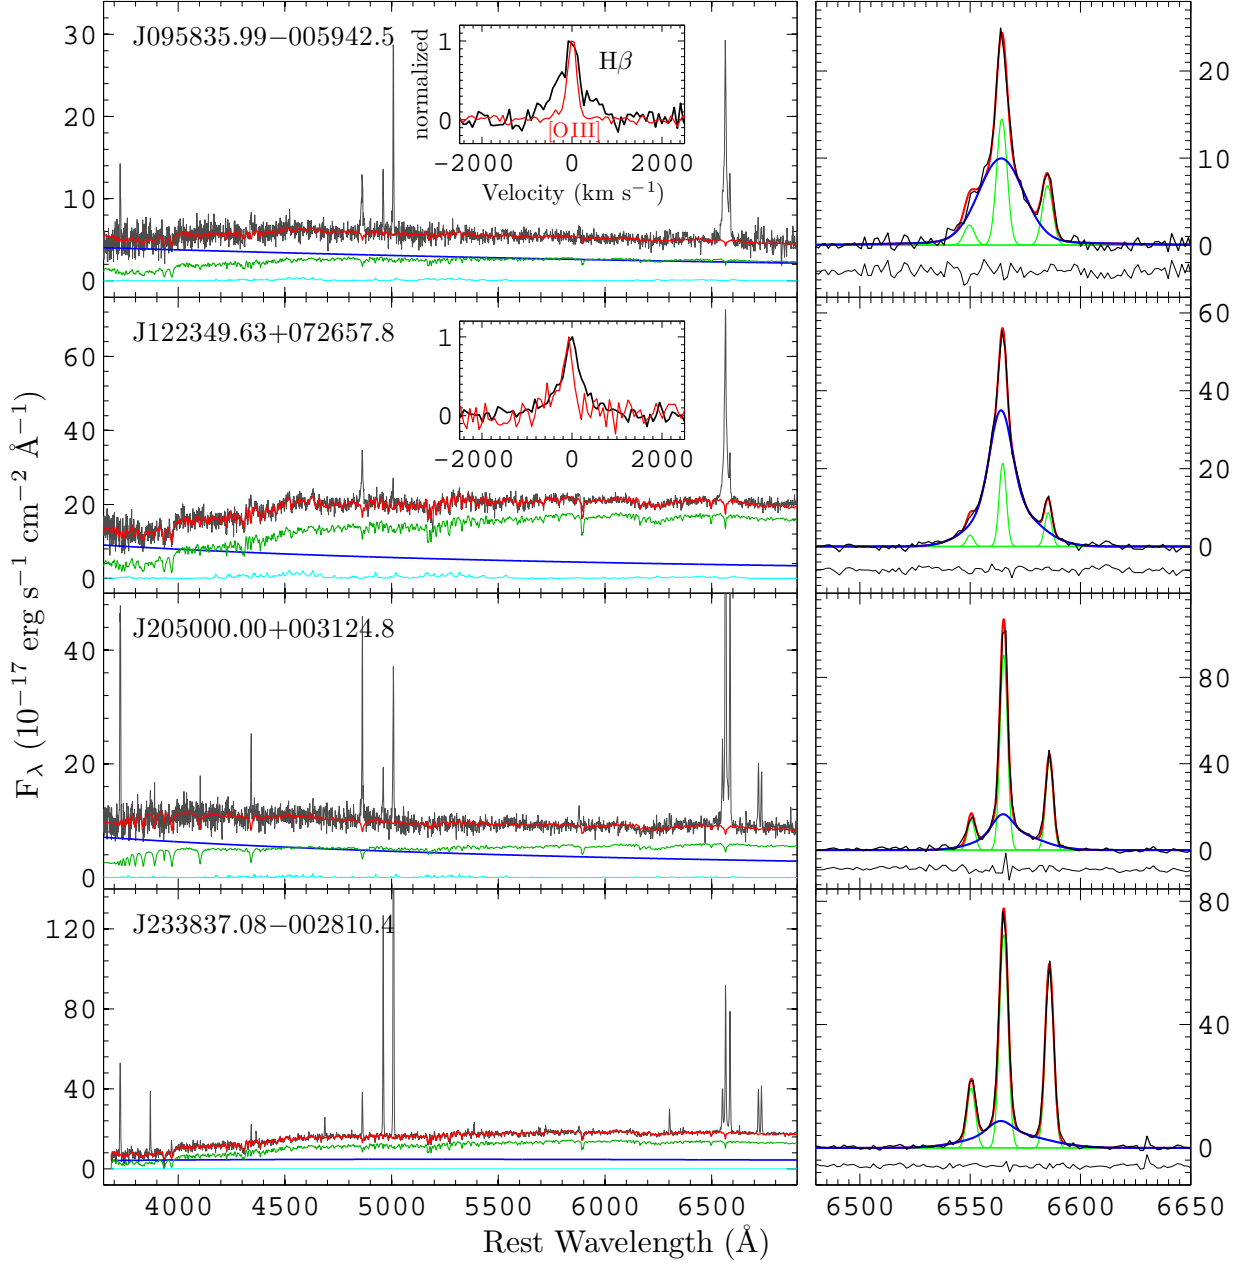 J095835.99−005942.5
30
20
10
0
normalized
1
0
Hβ
[O III]
−2000 0 2000
Velocity (km s⁻¹)
20
10
0
J122349.63+072657.8
60
40
20
0
1
0
−2000 0 2000
60
40
20
0
J205000.00+003124.8
40
20
0
80
40
0
J233837.08−002810.4
120
80
40
0
80
40
0
4000 4500 5000 5500 6000 6500
6500 6550 6600 6650
Rest Wavelength (Å)
F_λ (10⁻¹⁷ erg s⁻¹ cm⁻² Å⁻¹)